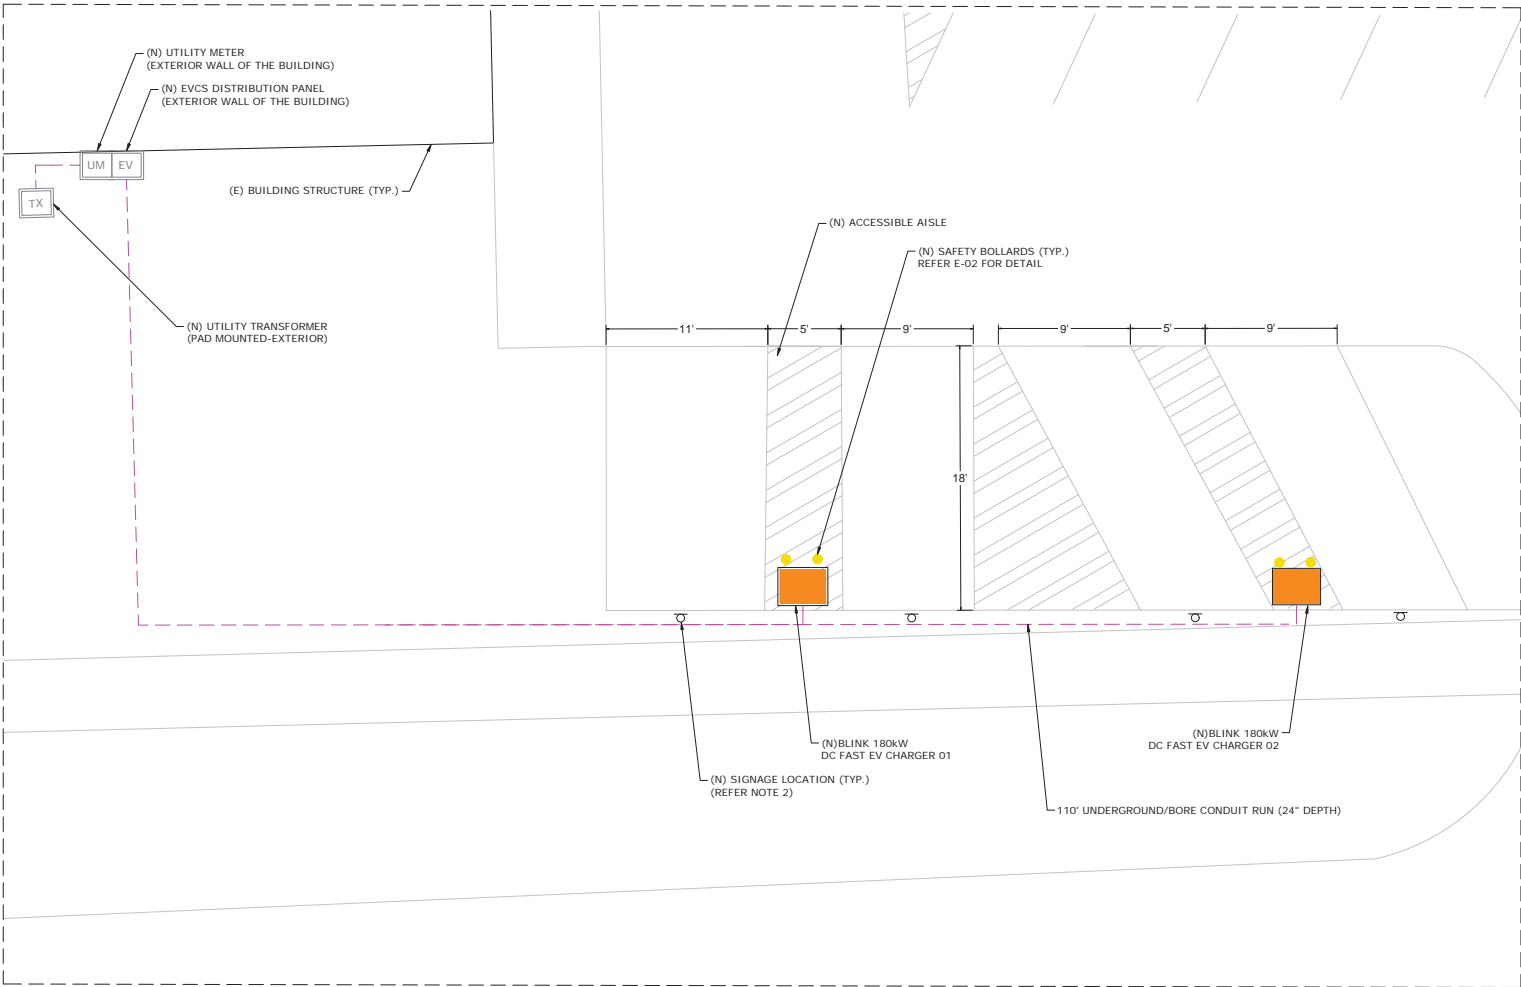 (N) UTILITY METER
(EXTERIOR WALL OF THE BUILDING)
(N) EVCS DISTRIBUTION PANEL
(EXTERIOR WALL OF THE BUILDING)
UM
EV
TX
(E) BUILDING STRUCTURE (TYP.)
(N) ACCESSIBLE AISLE
(N) SAFETY BOLLARDS (TYP.)
REFER E-02 FOR DETAIL
(N) UTILITY TRANSFORMER
(PAD MOUNTED-EXTERIOR)
11'
5'
9'
9'
5'
9'
18'
(N)BLINK 180kW
DC FAST EV CHARGER 01
(N)BLINK 180kW
DC FAST EV CHARGER 02
(N) SIGNAGE LOCATION (TYP.)
(REFER NOTE 2)
110' UNDERGROUND/BORE CONDUIT RUN (24" DEPTH)